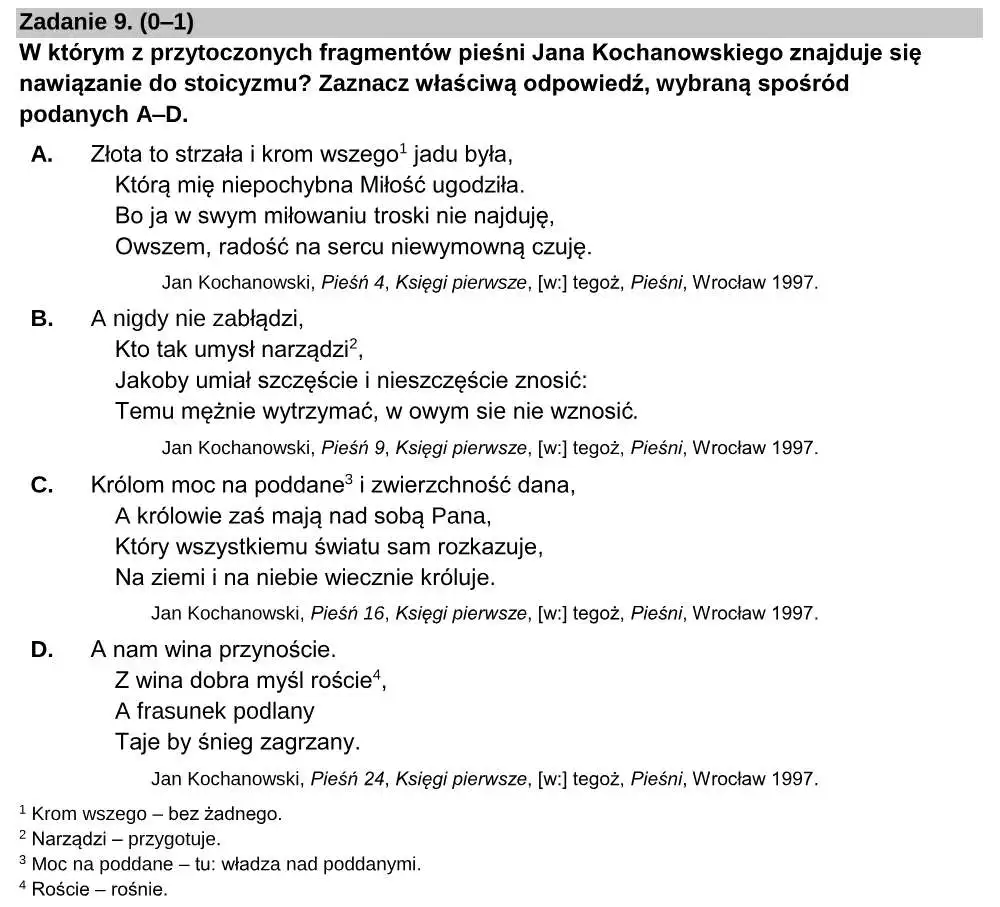 Zadanie 9. (0–1)
W którym z przytoczonych fragmentów pieśni Jana Kochanowskiego znajduje się
nawiązanie do stoicyzmu? Zaznacz właściwą odpowiedź, wybraną spośród
podanych A–D.
A. Złota to strzała i krom wszego¹ jadu była,
Którą mię niepochybna Miłość ugodziła.
Bo ja w swym miłowaniu troski nie najduję,
Owszem, radość na sercu niewymowną czuję.
Jan Kochanowski, Pieśń 4, Księgi pierwsze, [w:] tegoż, Pieśni, Wrocław 1997.
B. A nigdy nie zabłądzi,
Kto tak umysł narządzi²,
Jakoby umiał szczęście i nieszczęście znosić:
Temu mężnie wytrzymać, w owym sie nie wznosić.
Jan Kochanowski, Pieśń 9, Księgi pierwsze, [w:] tegoż, Pieśni, Wrocław 1997.
C. Królom moc na poddane³ i zwierzchność dana,
A królowie zaś mają nad sobą Pana,
Który wszystkiemu światu sam rozkazuje,
Na ziemi i na niebie wiecznie króluje.
Jan Kochanowski, Pieśń 16, Księgi pierwsze, [w:] tegoż, Pieśni, Wrocław 1997.
D. A nam wina przynoście.
Z wina dobra myśl roście⁴,
A frasunek podlany
Taje by śnieg zagrzany.
Jan Kochanowski, Pieśń 24, Księgi pierwsze, [w:] tegoż, Pieśni, Wrocław 1997.
¹ Krom wszego – bez żadnego.
² Narządzi – przygotuje.
³ Moc na poddane – tu: władza nad poddanymi.
⁴ Roście – rośnie.